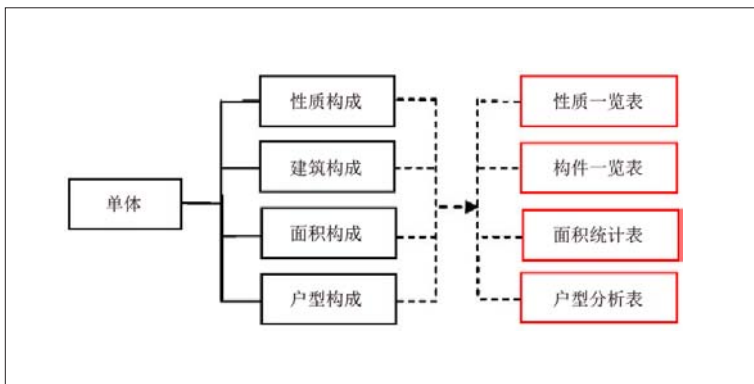 单体
性质构成
建筑构成
面积构成
户型构成
性质一览表
构件一览表
面积统计表
户型分析表